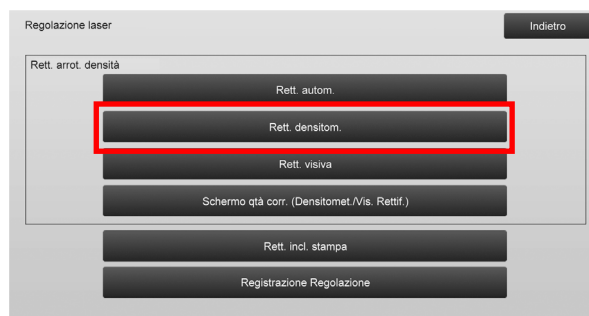 Regolazione laser
Indietro
Rett. arrot. densità
Rett. autom.
Rett. densitom.
Rett. visiva
Schermo qtà corr. (Densitomet./Vis. Rettif.)
Rett. incl. stampa
Registrazione Regolazione